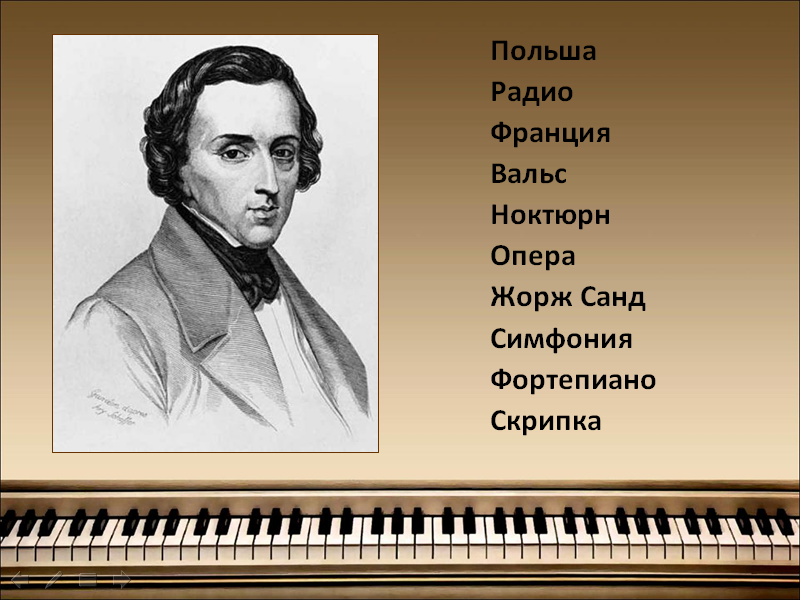 Польша
Радио
Франция
Вальс
Ноктюрн
Опера
Жорж Санд
Симфония
Фортепиано
Скрипка